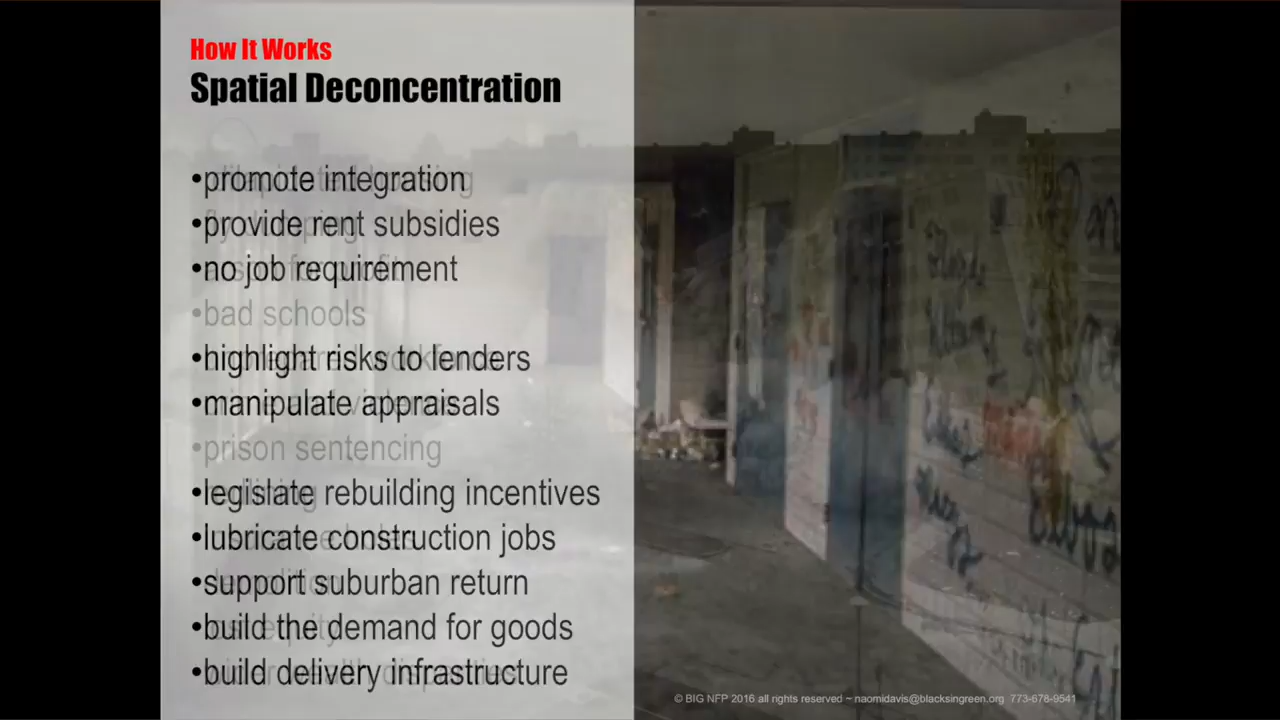 How It Works
Spatial Deconcentration
•promote integration
•provide rent subsidies
•no job requirement
•bad schools
•highlight risks to lenders
•manipulate appraisals
•prison sentencing
•legislate rebuilding incentives
•lubricate construction jobs
•support suburban return
•build the demand for goods
•build delivery infrastructure
© BIG NFP 2016 all rights reserved ~ naomidavis@blacksingreen.org 773-678-9541